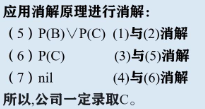 应用消解原理进行消解：
（5）P(B)∨P(C) (1)与(2)消解
（6）P(C) (3)与(5)消解
（7）nil (4)与(6)消解
所以,公司一定录取C。